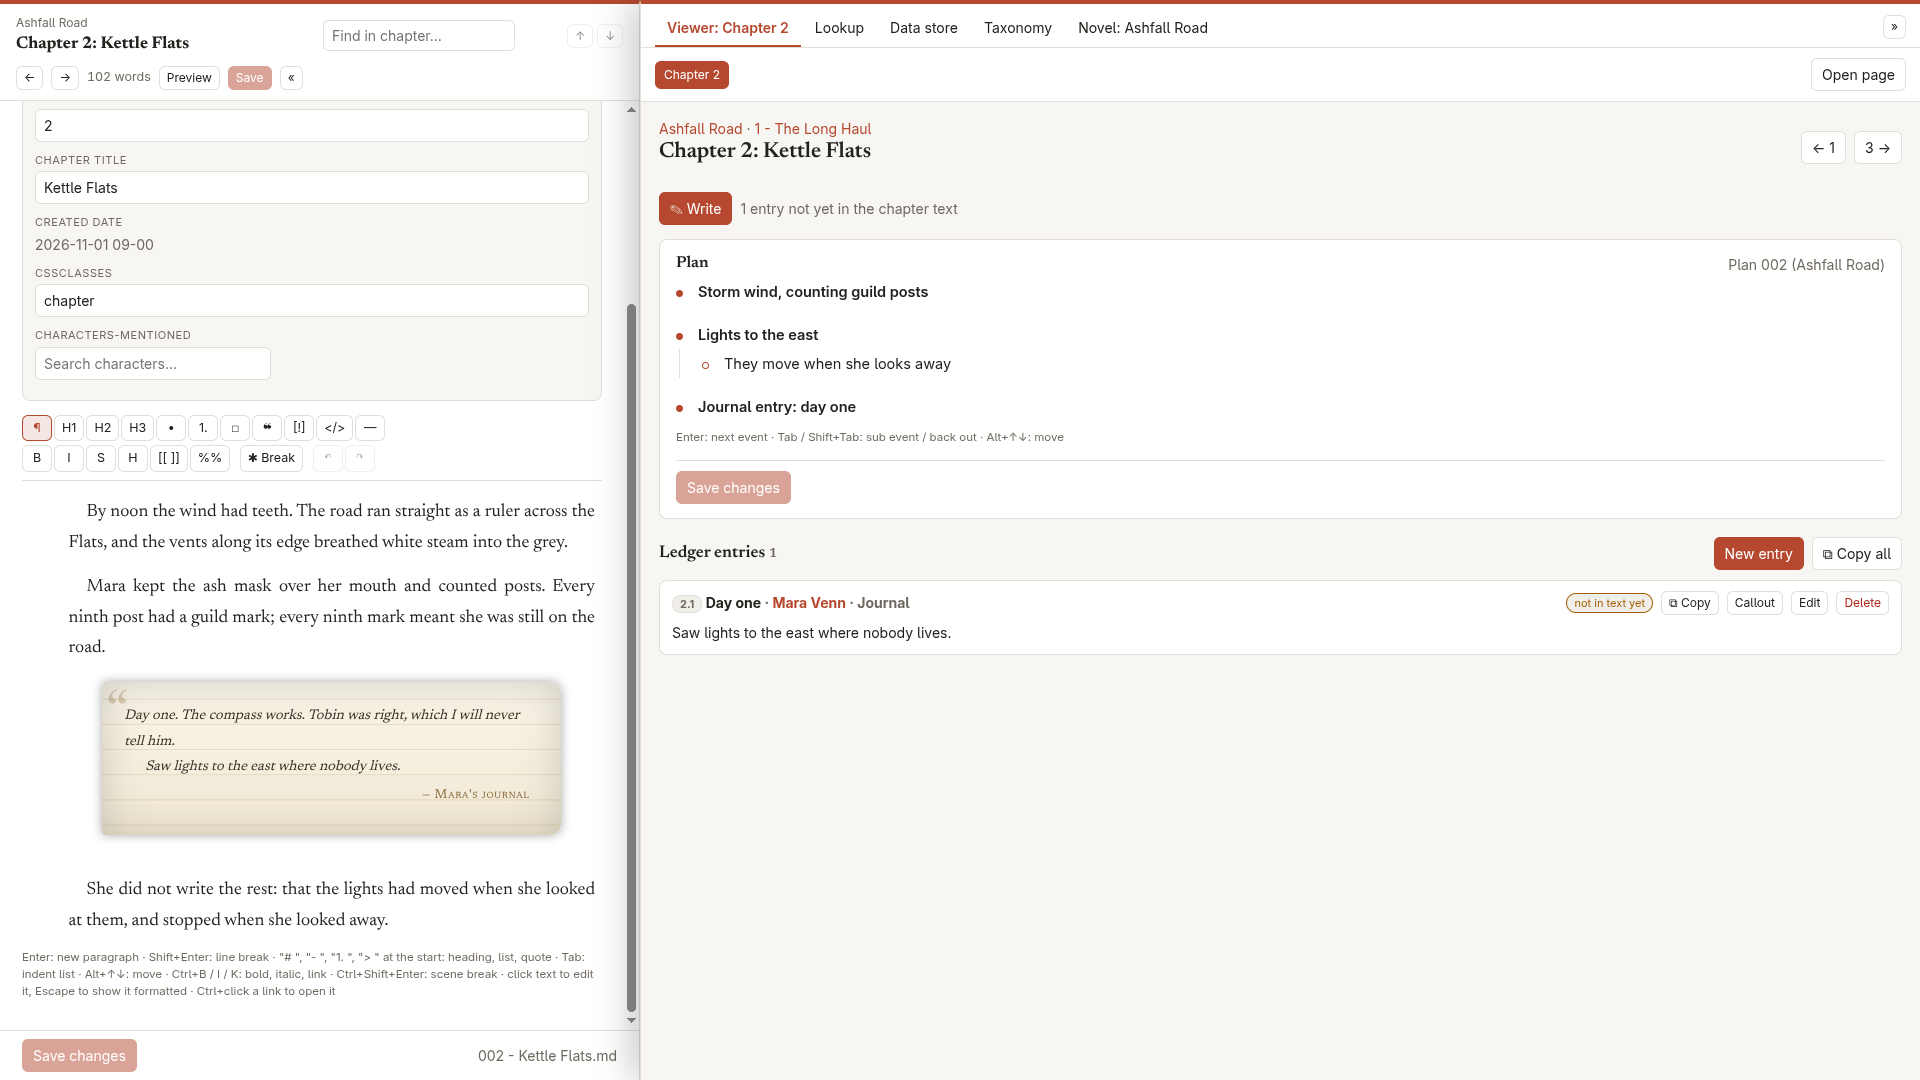 Ashfall Road
Chapter 2: Kettle Flats
Find in chapter...
↑ ↓
← → 102 words Preview Save «
2
CHAPTER TITLE
Kettle Flats
CREATED DATE
2026-11-01 09-00
CSSCLASSES
chapter
CHARACTERS-MENTIONED
Search characters...
¶ H1 H2 H3 • 1. □ ❝ [!] </> —
B I S H [[ ]] %% ✱ Break ↶ ↷
By noon the wind had teeth. The road ran straight as a ruler across the
Flats, and the vents along its edge breathed white steam into the grey.
Mara kept the ash mask over her mouth and counted posts. Every
ninth post had a guild mark; every ninth mark meant she was still on the
road.
“
Day one. The compass works. Tobin was right, which I will never
tell him.
Saw lights to the east where nobody lives.
— Mara's journal
She did not write the rest: that the lights had moved when she looked
at them, and stopped when she looked away.
Enter: new paragraph · Shift+Enter: line break · "# ", "- ", "1. ", "> " at the start: heading, list, quote · Tab:
indent list · Alt+↑↓: move · Ctrl+B / I / K: bold, italic, link · Ctrl+Shift+Enter: scene break · click text to edit
it, Escape to show it formatted · Ctrl+click a link to open it
Save changes 002 - Kettle Flats.md
Viewer: Chapter 2 Lookup Data store Taxonomy Novel: Ashfall Road »
Chapter 2 Open page
Ashfall Road · 1 - The Long Haul
Chapter 2: Kettle Flats
← 1 3 →
✎ Write 1 entry not yet in the chapter text
Plan Plan 002 (Ashfall Road)
Storm wind, counting guild posts
Lights to the east
They move when she looks away
Journal entry: day one
Enter: next event · Tab / Shift+Tab: sub event / back out · Alt+↑↓: move
Save changes
Ledger entries 1 New entry ⧉ Copy all
2.1 Day one · Mara Venn · Journal not in text yet ⧉ Copy Callout Edit Delete
Saw lights to the east where nobody lives.